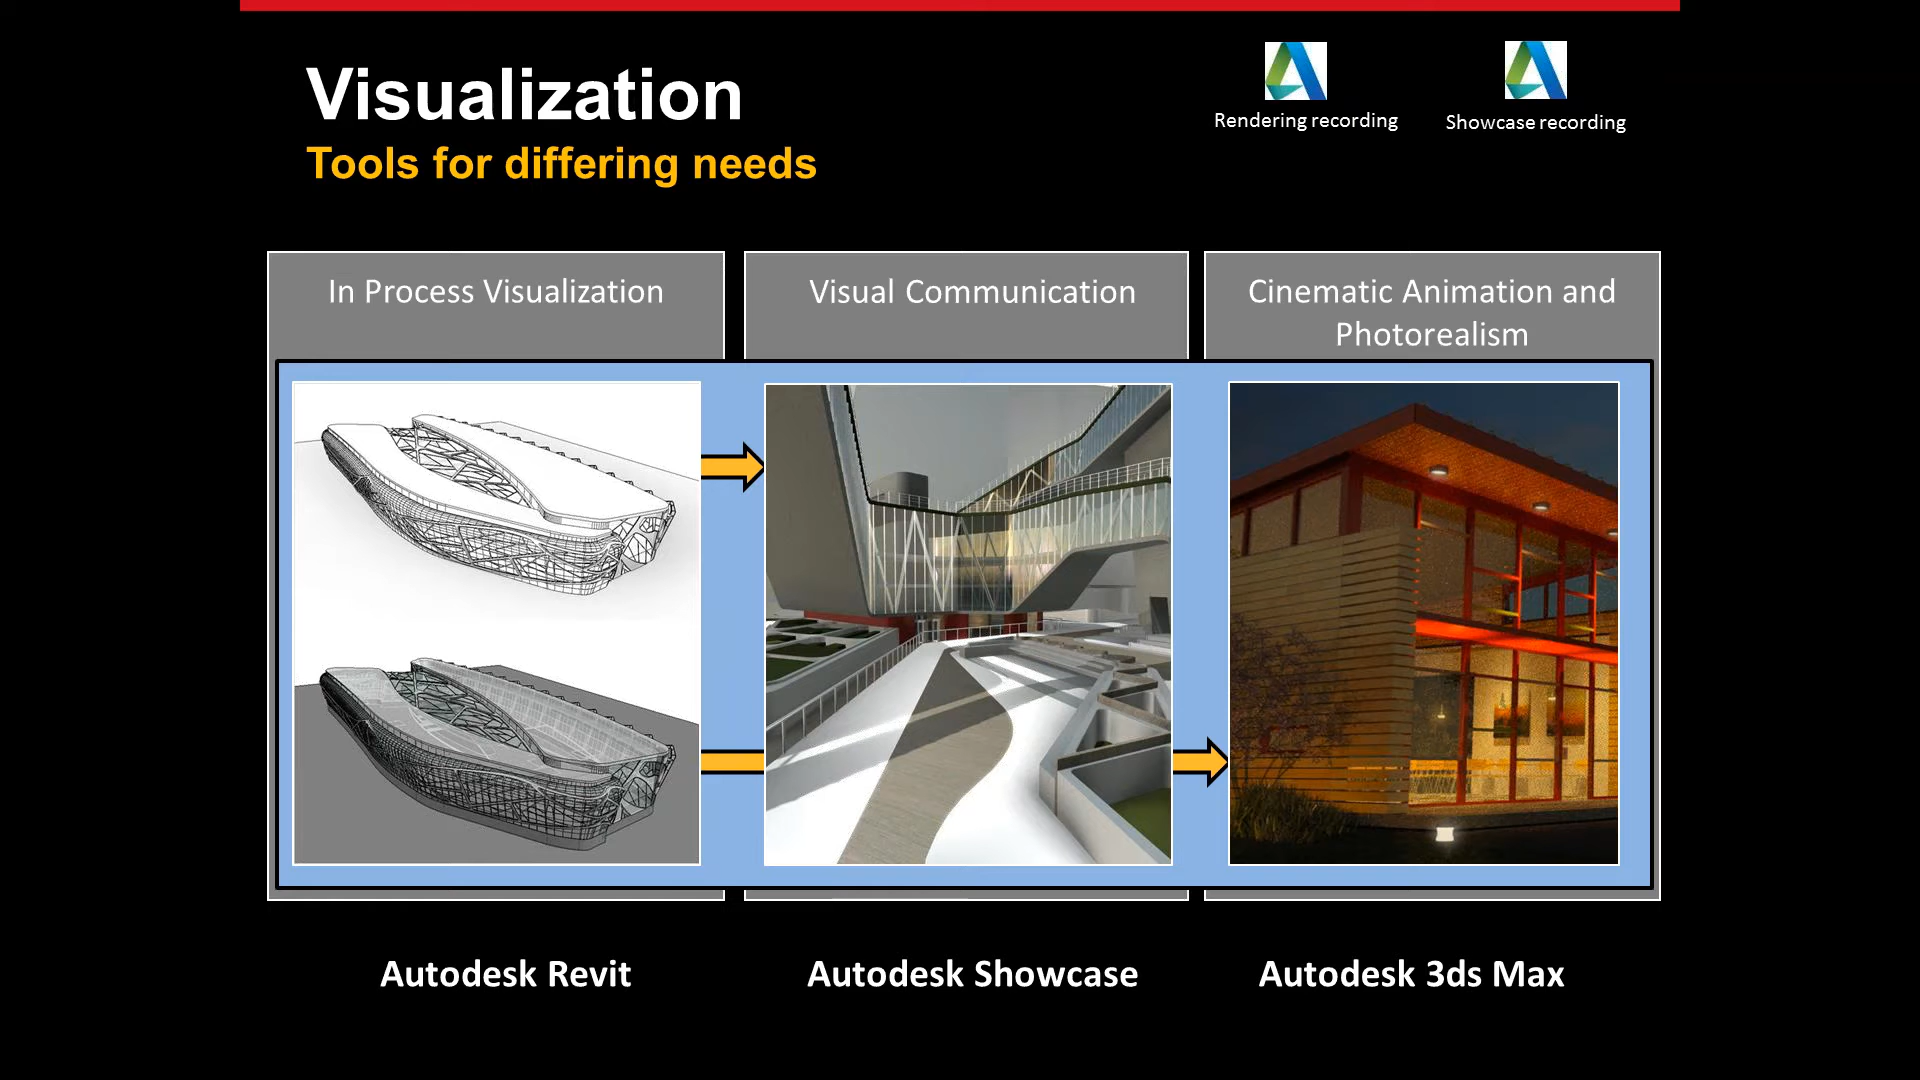 Visualization
Tools for differing needs
Rendering recording
Showcase recording
In Process Visualization
Visual Communication
Cinematic Animation and
Photorealism
Autodesk Revit
Autodesk Showcase
Autodesk 3ds Max